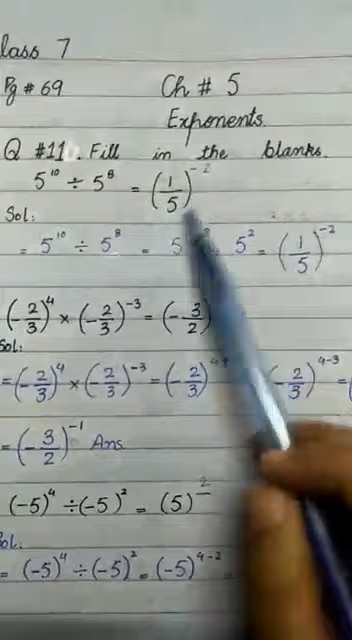 lass 7
Pg # 69 Ch # 5
Exponents.
Q #11. Fill in the blanks.
5¹⁰ ÷ 5⁸ = (1/5)⁻²
Sol:
= 5¹⁰ ÷ 5⁸ = 5 5² = (1/5)⁻²
(-2/3)⁴ × (-2/3)⁻³ = (-3/2)
Sol:
= (-2/3)⁴ × (-2/3)⁻³ = (-2/3) (-2/3)⁴⁻³ =
= (-3/2)⁻¹ Ans
(-5)⁴ ÷ (-5)² = (5)²
Sol:
= (-5)⁴ ÷ (-5)² = (-5)⁴⁻² =